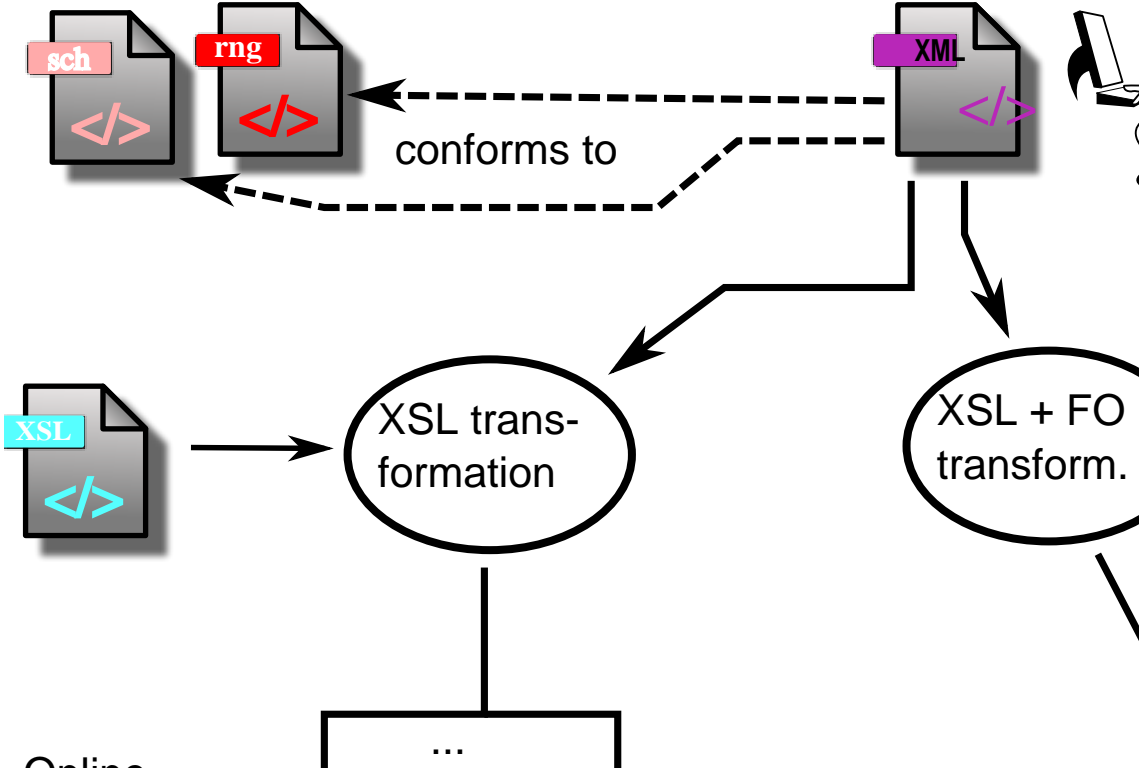 sch
rng
XML
</>
</>
</>
conforms to
XSL
</>
XSL trans-
formation
XSL + FO
transform.
...